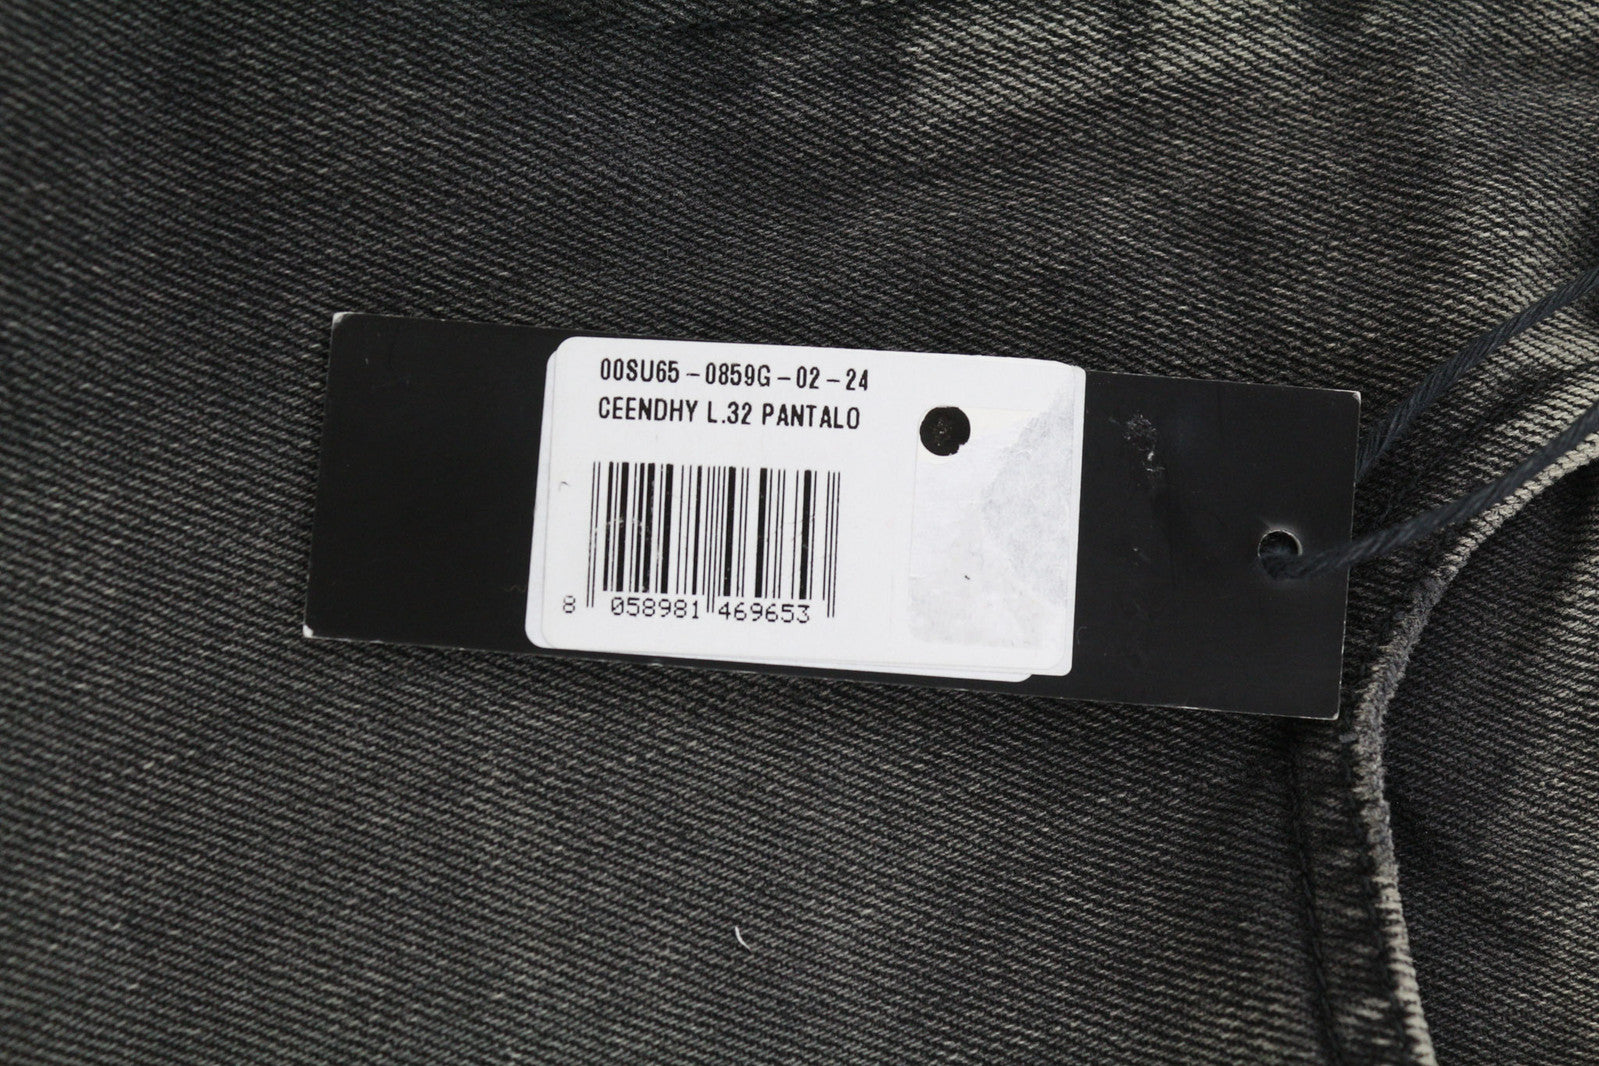 00SU65-0859G-02-24
CEENDHY L.32 PANTALO
8 058981 469653